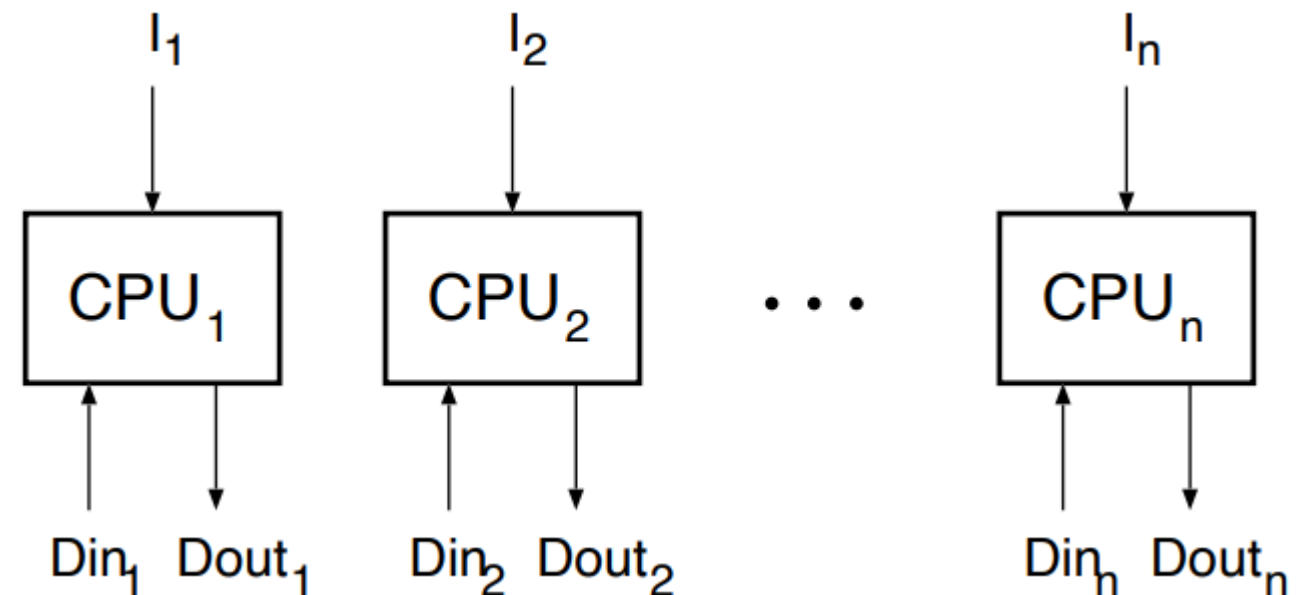 I₁ I₂ Iₙ
CPU₁ CPU₂ ... CPUₙ
Din₁ Dout₁ Din₂ Dout₂ Dinₙ Doutₙ